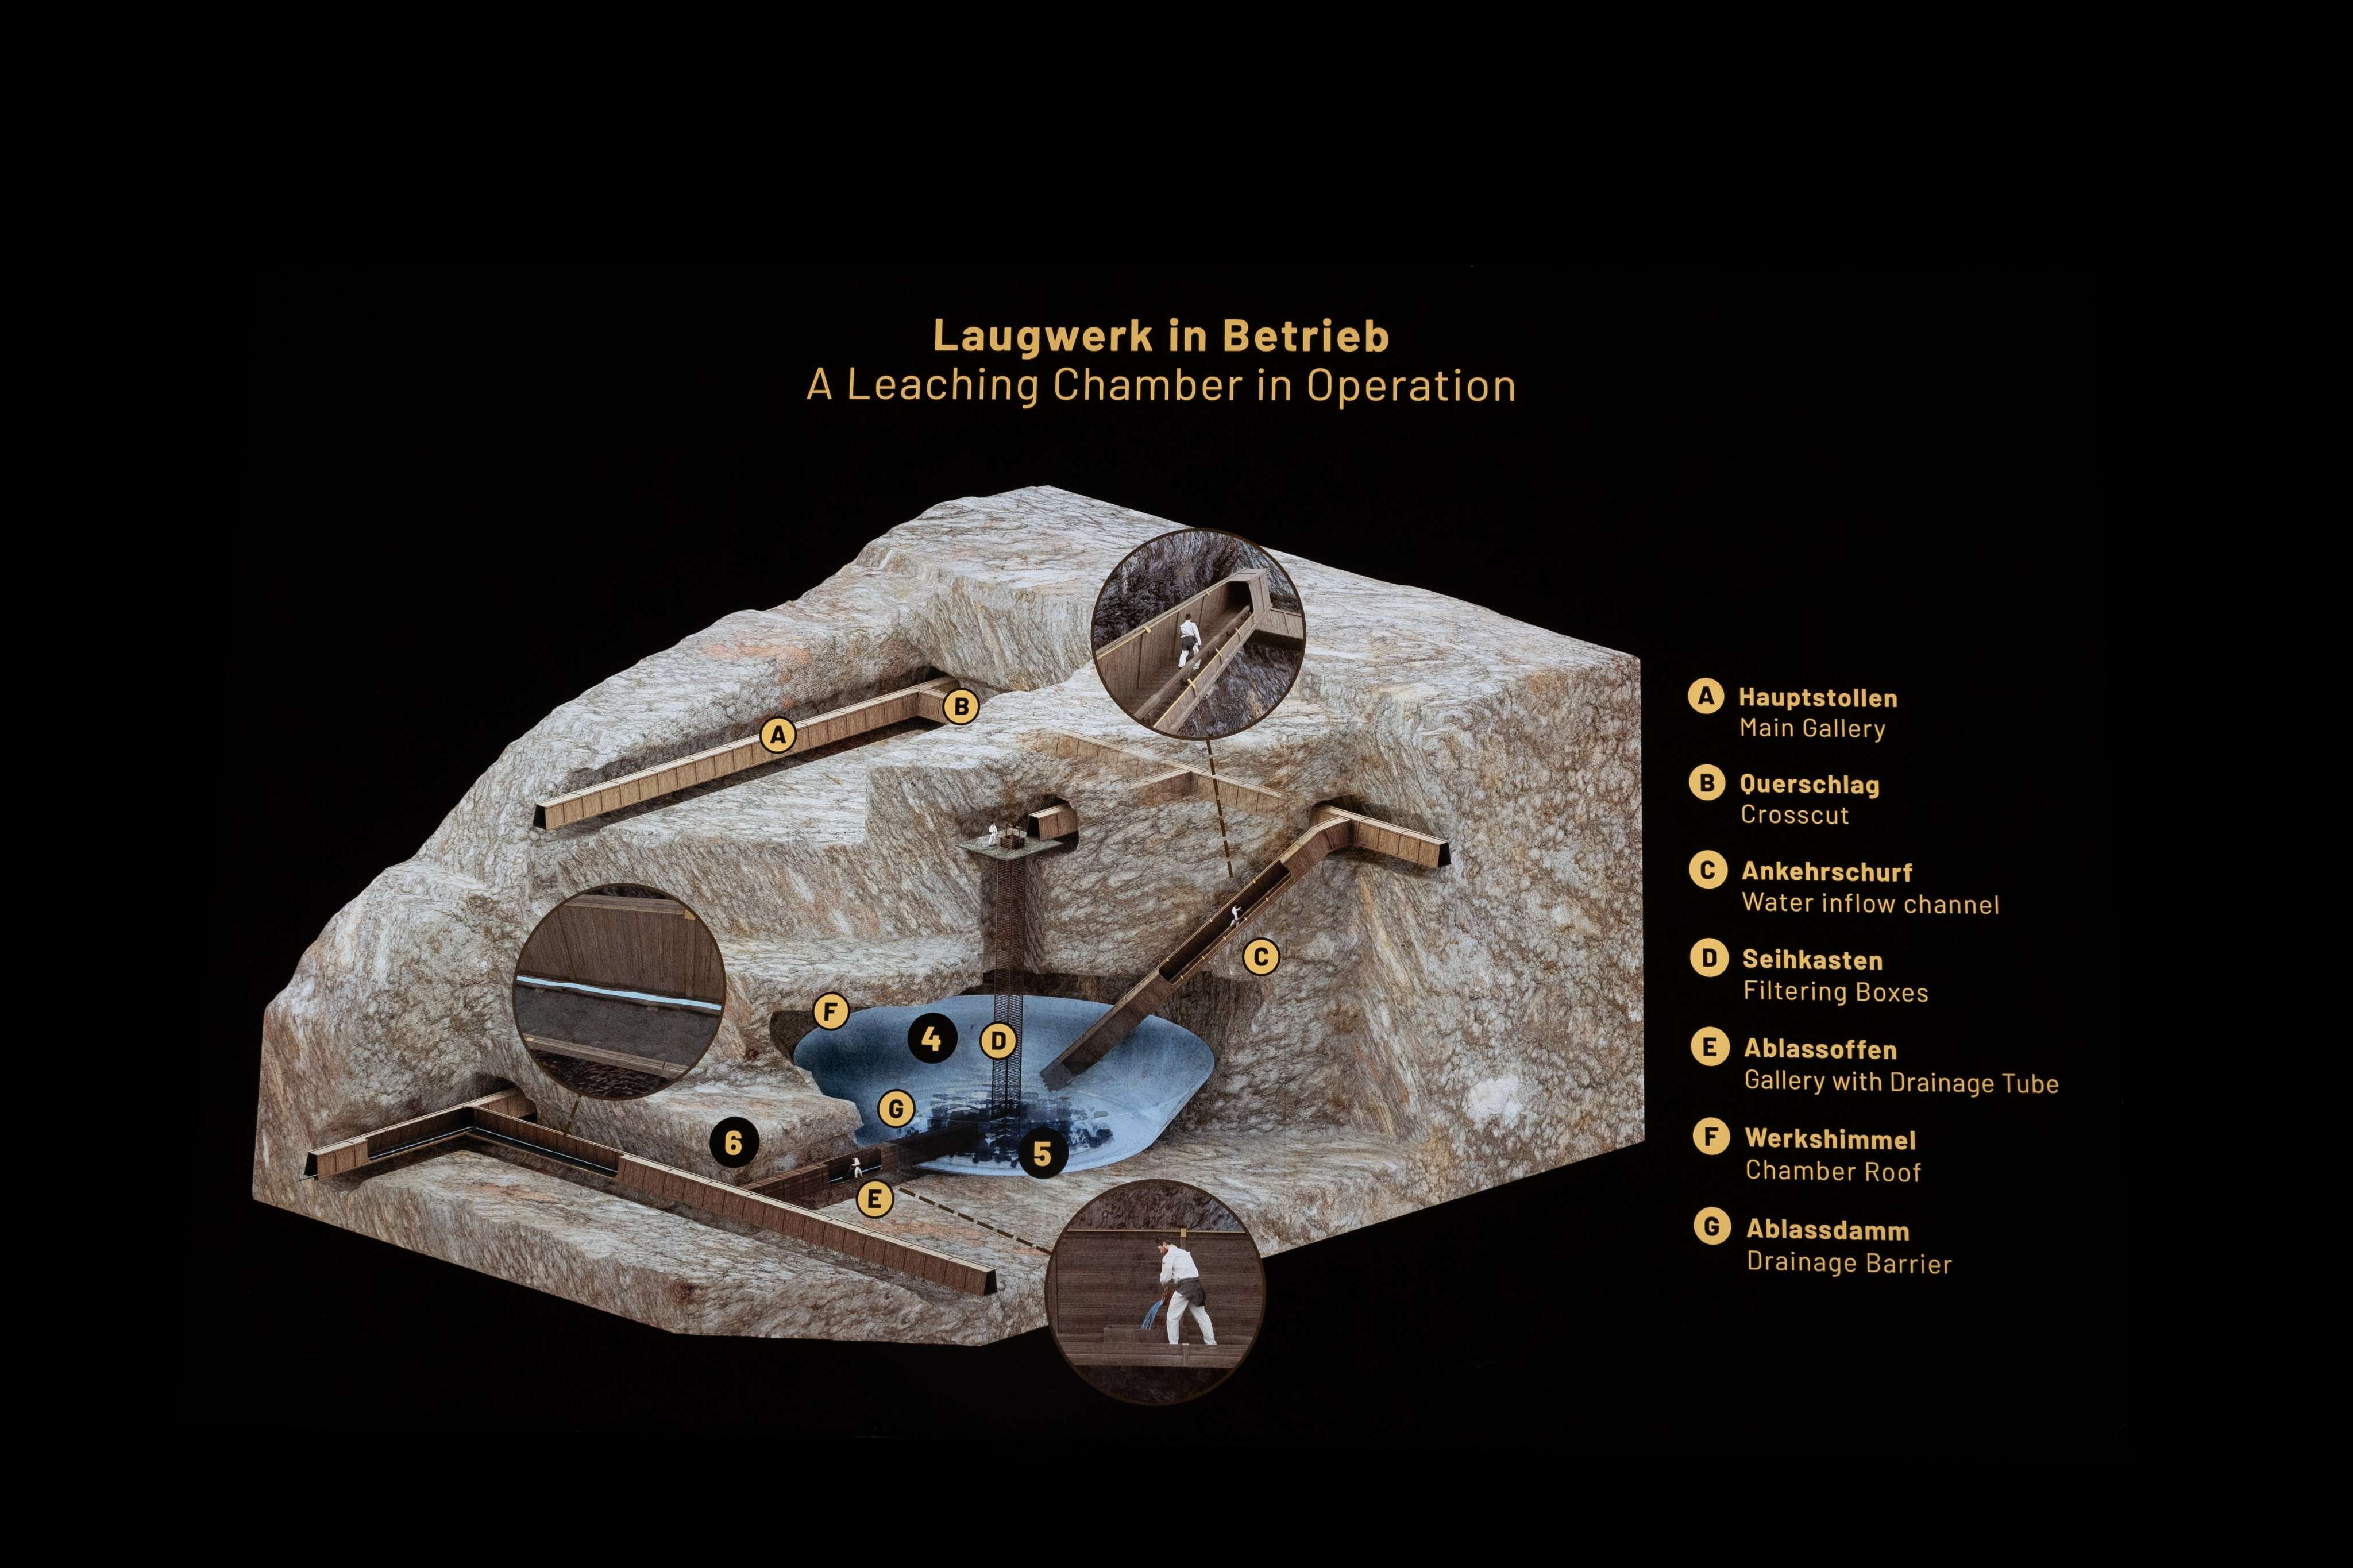 Laugwerk in Betrieb
A Leaching Chamber in Operation
A
B
C
F
4
D
G
6
5
E
A Hauptstollen
Main Gallery
B Querschlag
Crosscut
C Ankehrschurf
Water inflow channel
D Seihkasten
Filtering Boxes
E Ablassoffen
Gallery with Drainage Tube
F Werkshimmel
Chamber Roof
G Ablassdamm
Drainage Barrier